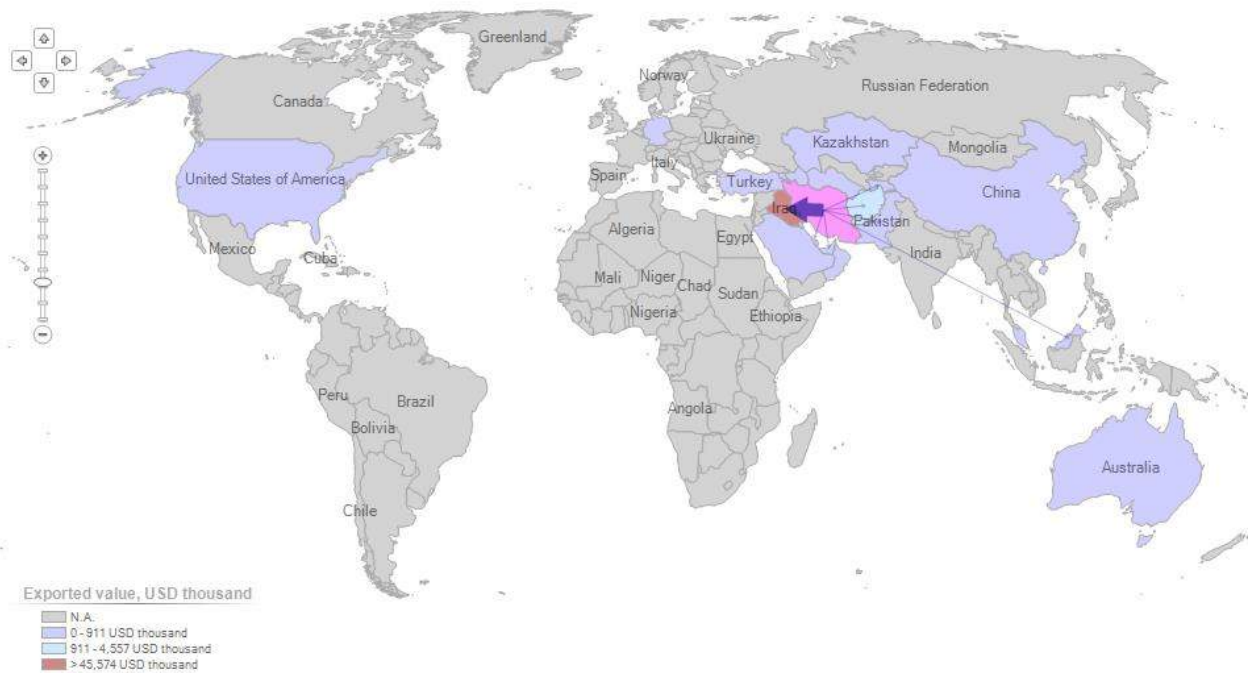 Greenland
Norway
Russian Federation
Canada
Ukraine
Kazakhstan
Mongolia
Italy
Spain
Turkey
United States of America
China
Iraq
Pakistan
Algeria
Egypt
Mexico
India
Cuba
Mali
Niger
Chad
Sudan
Nigeria
Ethiopia
Peru
Brazil
Angola
Bolivia
Australia
Chile
Exported value, USD thousand
N.A.
0 - 911 USD thousand
911 - 4,557 USD thousand
> 45,574 USD thousand